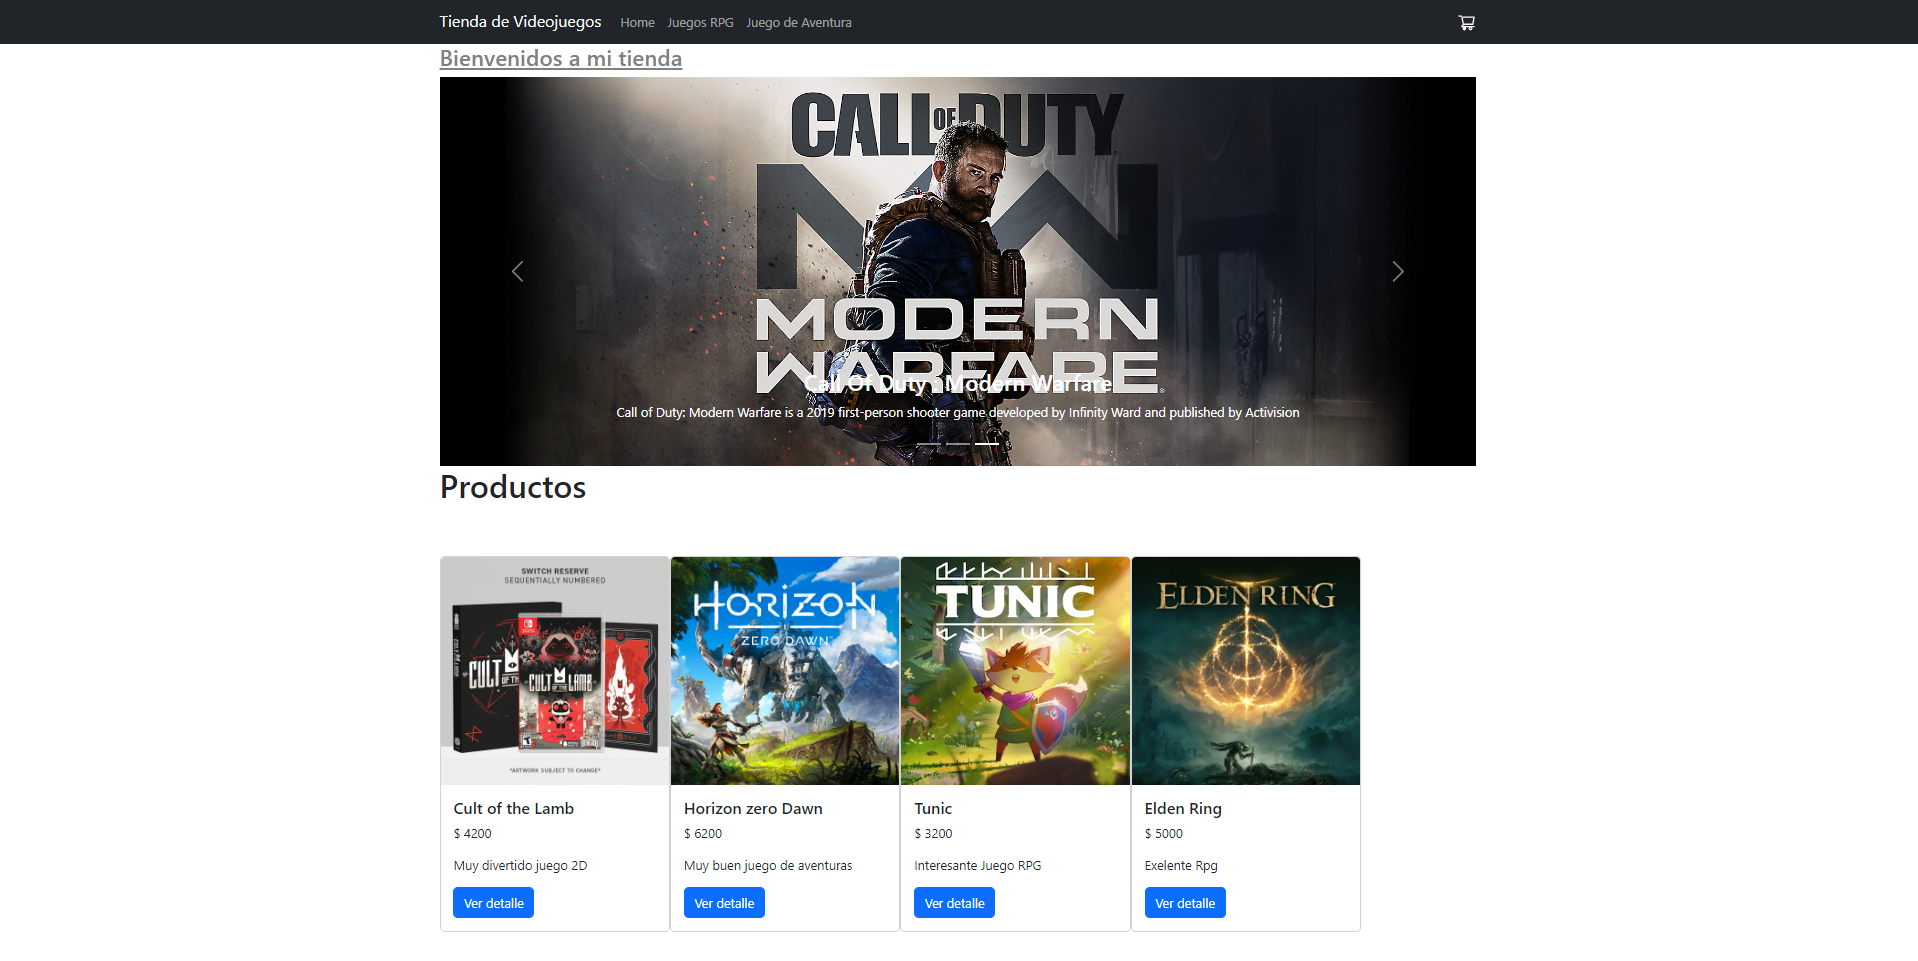 Tienda de Videojuegos Home Juegos RPG Juego de Aventura
Bienvenidos a mi tienda
CALL OF DUTY
MODERN
WARFARE
Call Of Duty : Modern Warfare
Call of Duty: Modern Warfare is a 2019 first-person shooter game developed by Infinity Ward and published by Activision
Productos
SWITCH RESERVE
SEQUENTIALLY NUMBERED
CULT OF THE LAMB
*ARTWORK SUBJECT TO CHANGE*
Cult of the Lamb
$ 4200
Muy divertido juego 2D
Ver detalle
HORIZON
ZERO DAWN
Horizon zero Dawn
$ 6200
Muy buen juego de aventuras
Ver detalle
TUNIC
Tunic
$ 3200
Interesante Juego RPG
Ver detalle
ELDEN RING
Elden Ring
$ 5000
Exelente Rpg
Ver detalle